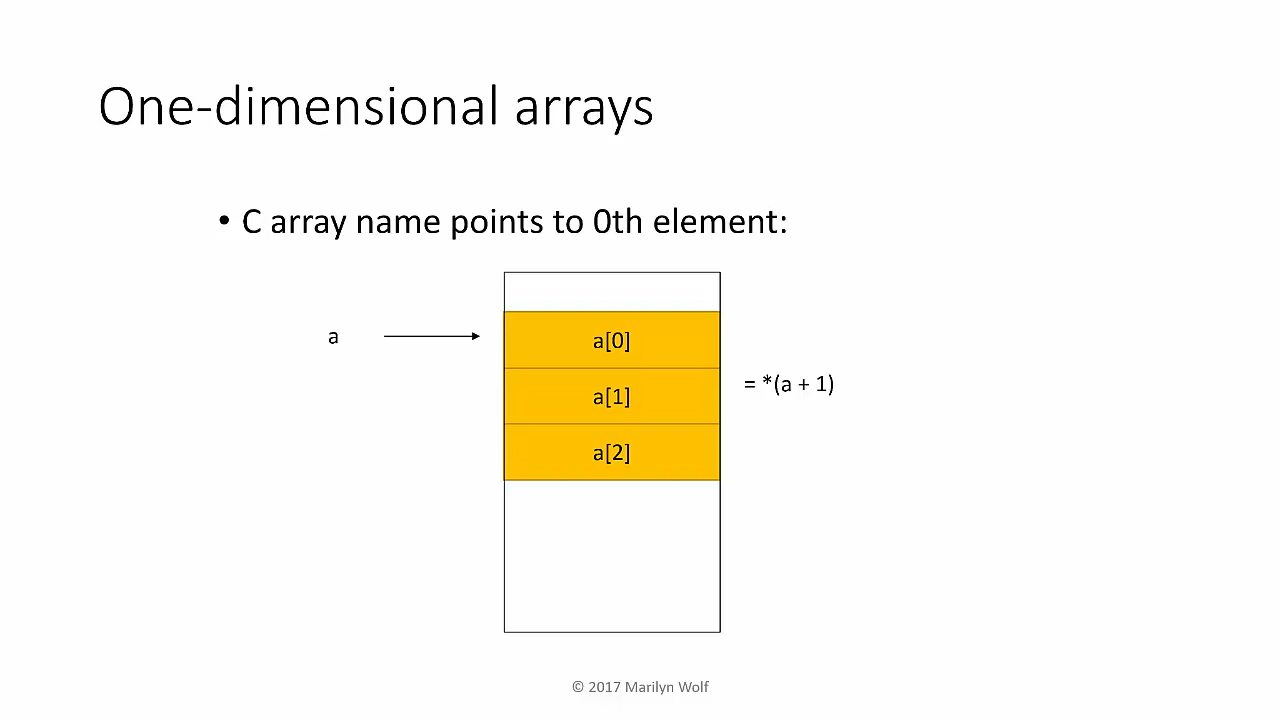 One-dimensional arrays
• C array name points to 0th element:
a
a[0]
a[1]
= *(a + 1)
a[2]
© 2017 Marilyn Wolf